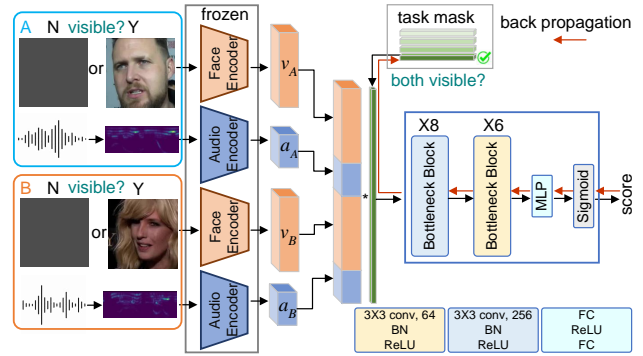 frozen
task mask
back propagation
both visible?
A N visible? Y
or
Face
Encoder
v_A
Audio
Encoder
a_A
B N visible? Y
or
Face
Encoder
v_B
Audio
Encoder
a_B
*
X8
X6
Bottleneck Block
Bottleneck Block
MLP
Sigmoid
score
3X3 conv, 64
BN
ReLU
3X3 conv, 256
BN
ReLU
FC
ReLU
FC